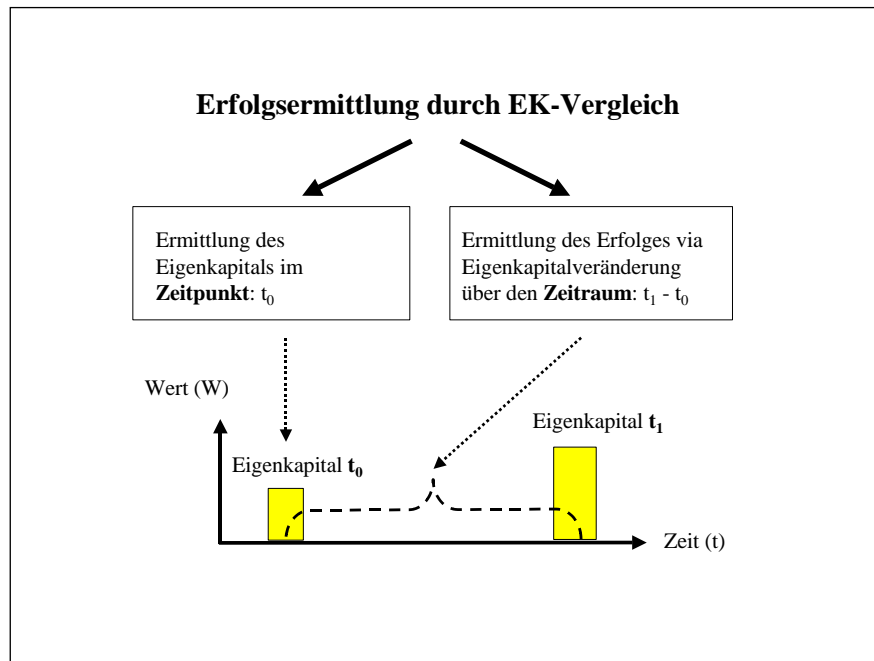 Erfolgsermittlung durch EK-Vergleich
Ermittlung des
Eigenkapitals im
Zeitpunkt: t₀
Ermittlung des Erfolges via
Eigenkapitalveränderung
über den Zeitraum: t₁ - t₀
Wert (W)
Eigenkapital t₀
Eigenkapital t₁
Zeit (t)